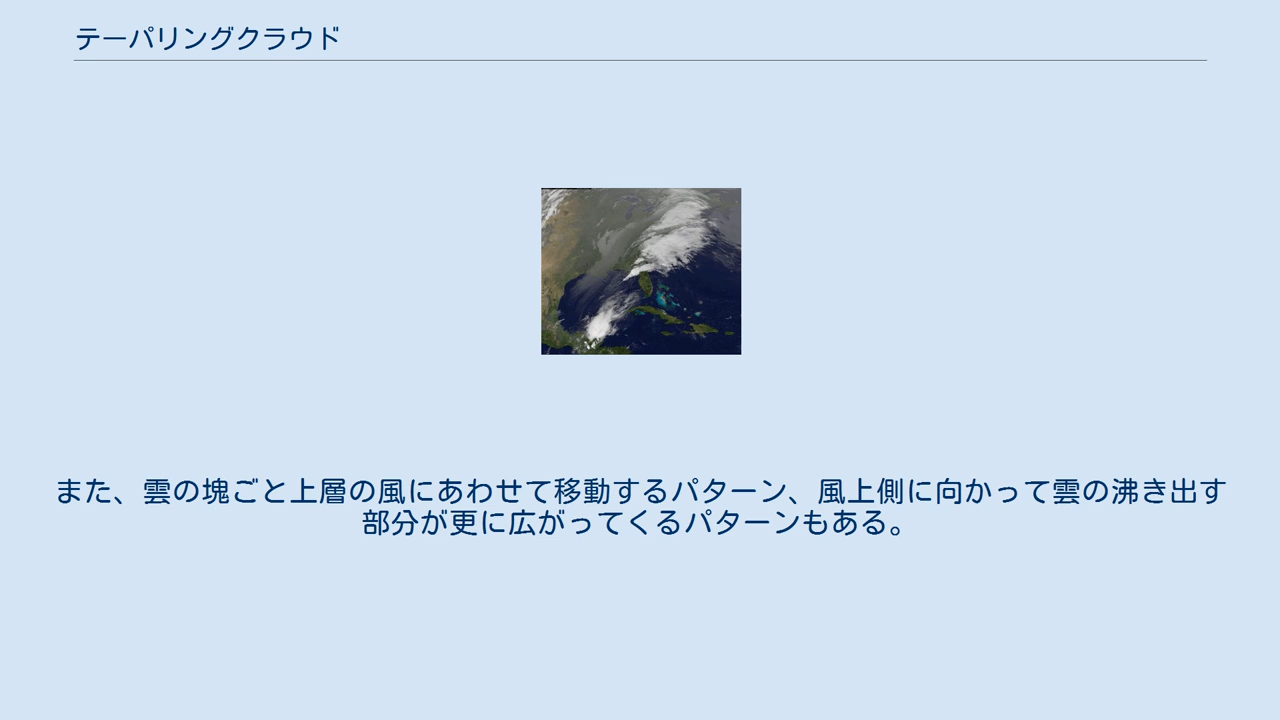 テーパリングクラウド
また、雲の塊ごと上層の風にあわせて移動するパターン、風上側に向かって雲の沸き出す
部分が更に広がってくるパターンもある。